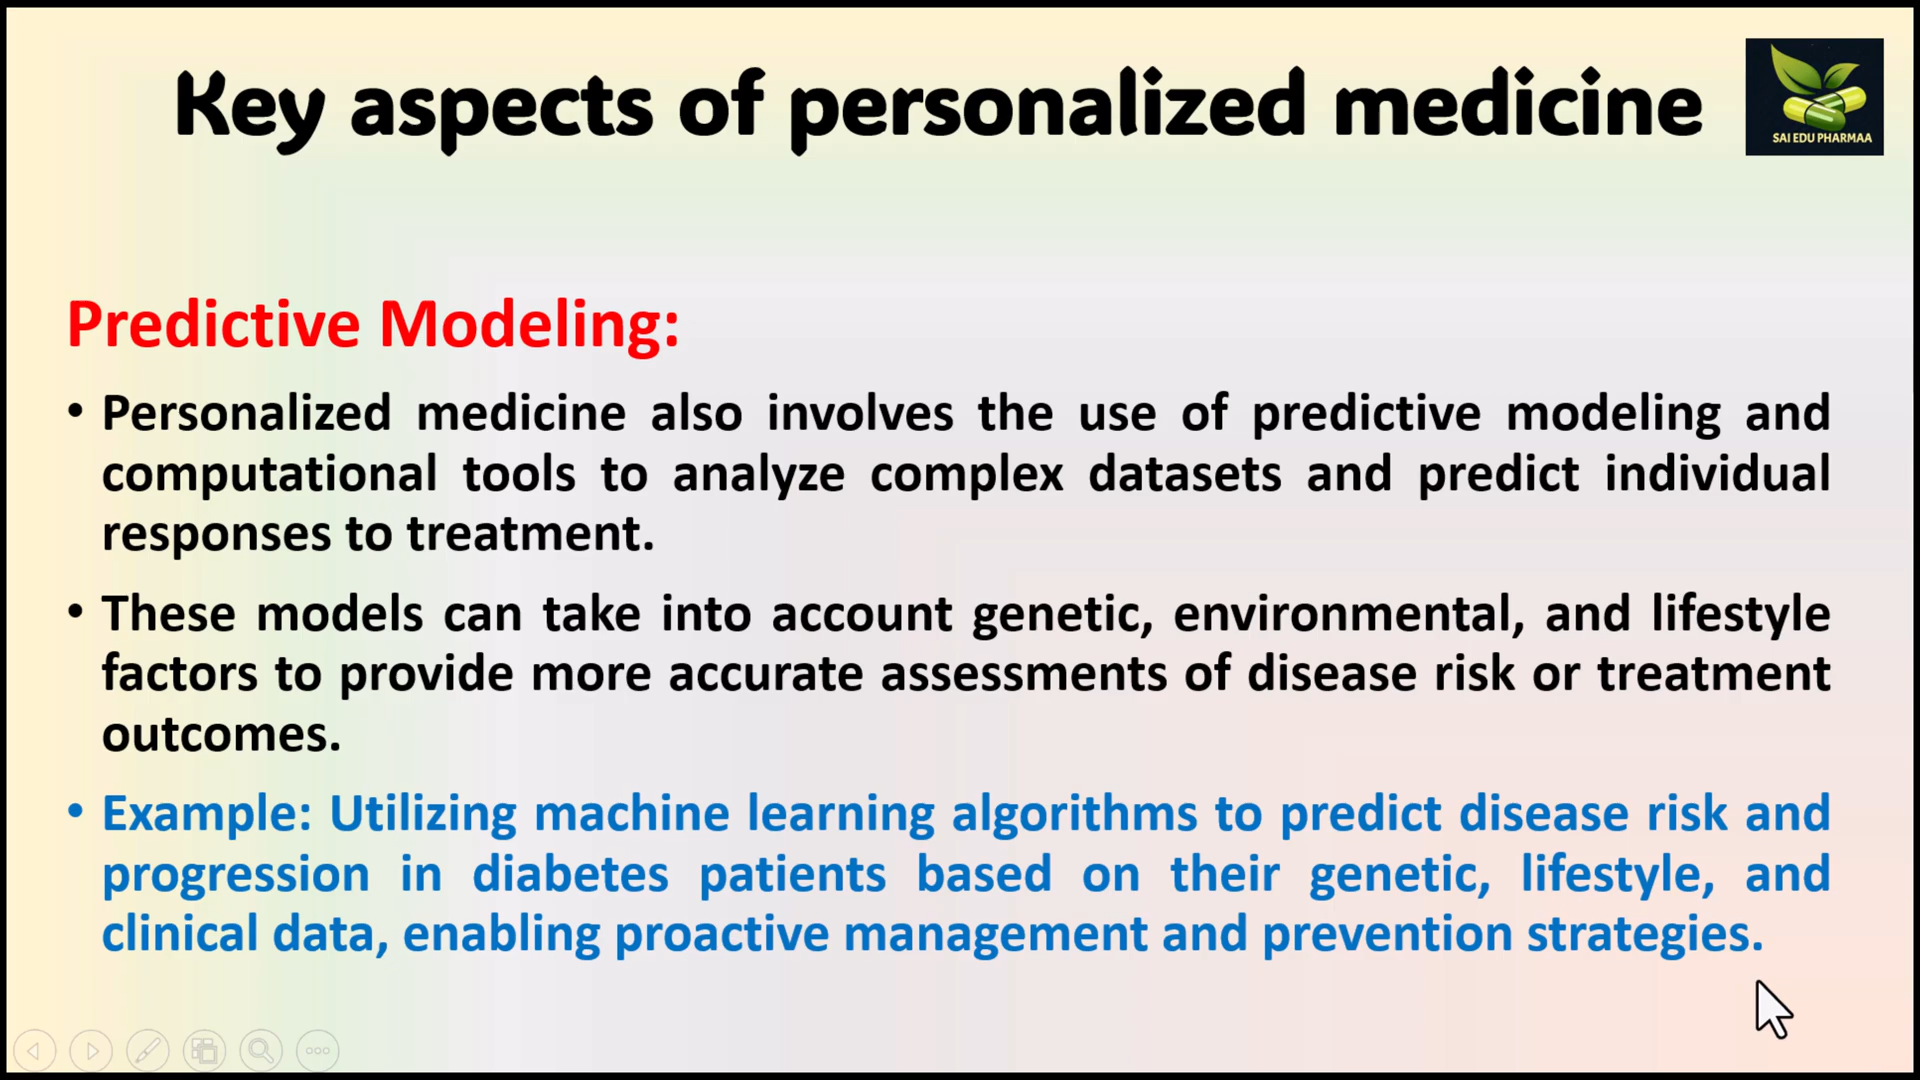 Key aspects of personalized medicine
SAI EDU PHARMAA
Predictive Modeling:
• Personalized medicine also involves the use of predictive modeling and
computational tools to analyze complex datasets and predict individual
responses to treatment.
• These models can take into account genetic, environmental, and lifestyle
factors to provide more accurate assessments of disease risk or treatment
outcomes.
• Example: Utilizing machine learning algorithms to predict disease risk and
progression in diabetes patients based on their genetic, lifestyle, and
clinical data, enabling proactive management and prevention strategies.